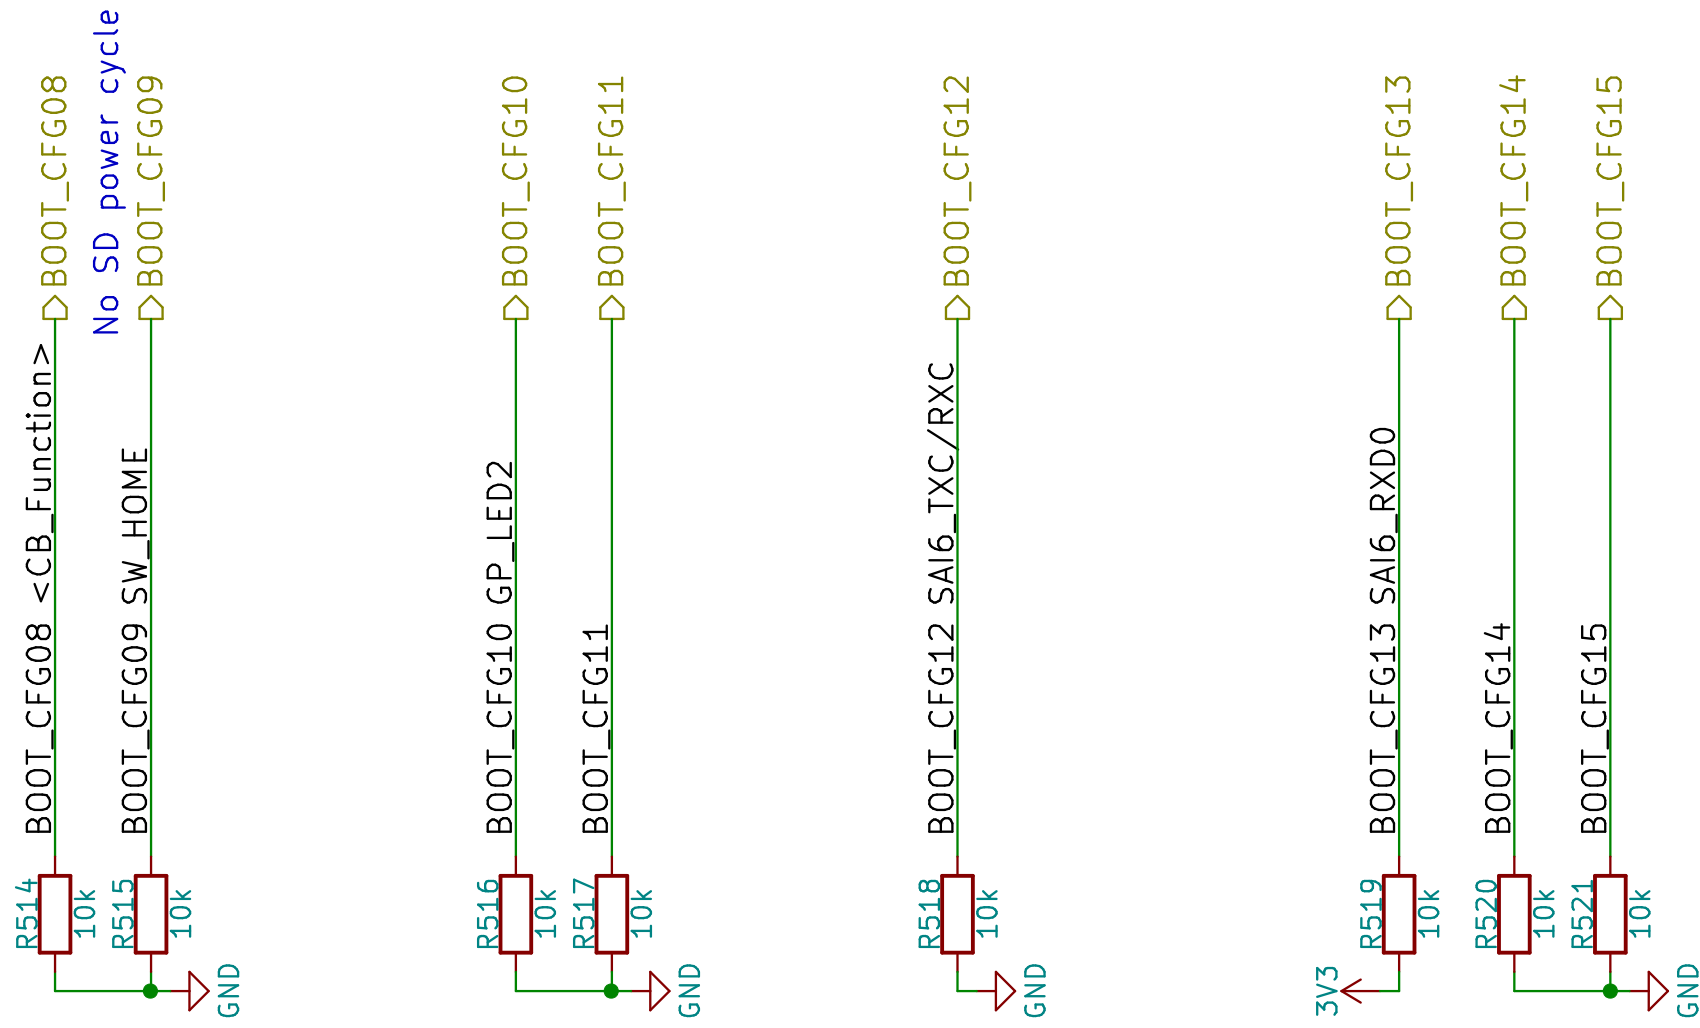 BOOT_CFG08
No SD power cycle
BOOT_CFG09
BOOT_CFG10
BOOT_CFG11
BOOT_CFG12
BOOT_CFG13
BOOT_CFG14
BOOT_CFG15
BOOT_CFG08 <CB_Function>
BOOT_CFG09 SW_HOME
BOOT_CFG10 GP_LED2
BOOT_CFG11
BOOT_CFG12 SAI6_TXC/RXC
BOOT_CFG13 SAI6_RXD0
BOOT_CFG14
BOOT_CFG15
R514
10k
R515
10k
R516
10k
R517
10k
R518
10k
R519
10k
R520
10k
R521
10k
GND
GND
GND
3V3
GND